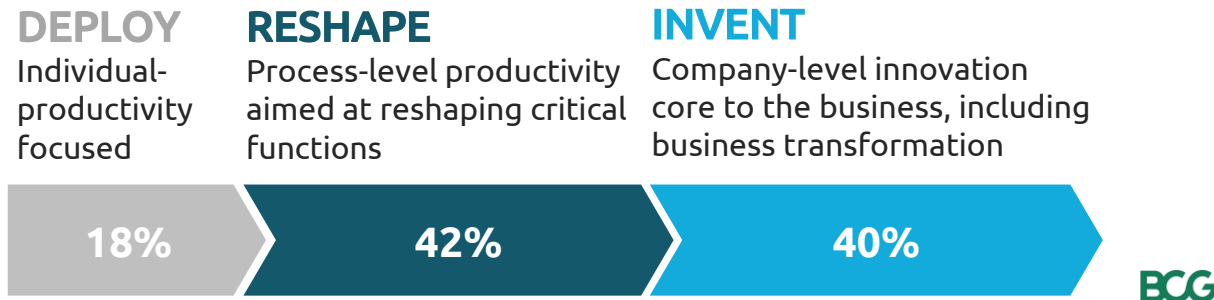 DEPLOY
Individual-
productivity
focused
RESHAPE
Process-level productivity
aimed at reshaping critical
functions
INVENT
Company-level innovation
core to the business, including
business transformation
18%
42%
40%
BCG